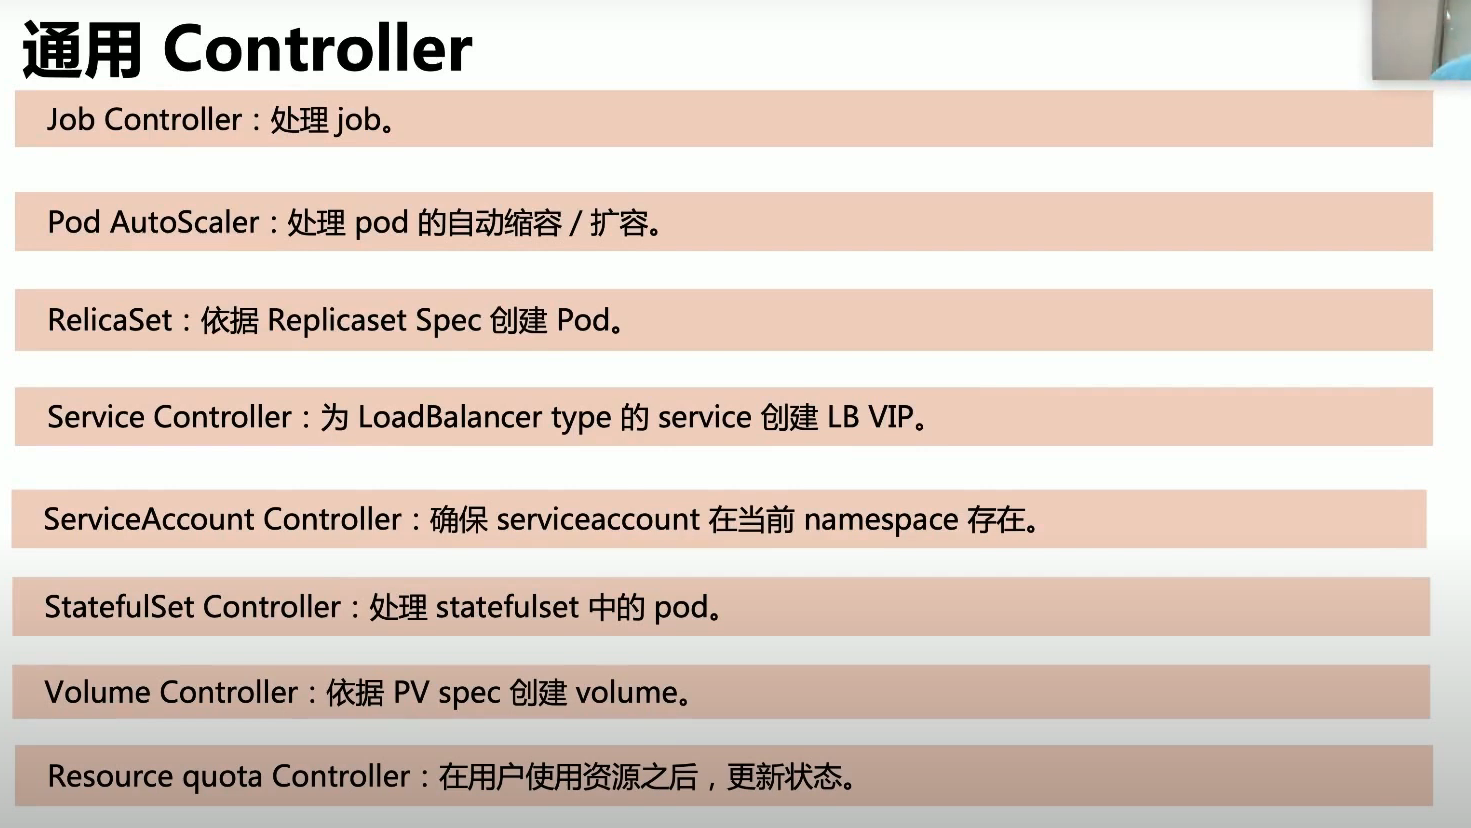 通用 Controller
Job Controller：处理 job。
Pod AutoScaler：处理 pod 的自动缩容 / 扩容。
RelicaSet：依据 Replicaset Spec 创建 Pod。
Service Controller：为 LoadBalancer type 的 service 创建 LB VIP。
ServiceAccount Controller：确保 serviceaccount 在当前 namespace 存在。
StatefulSet Controller：处理 statefulset 中的 pod。
Volume Controller：依据 PV spec 创建 volume。
Resource quota Controller：在用户使用资源之后，更新状态。